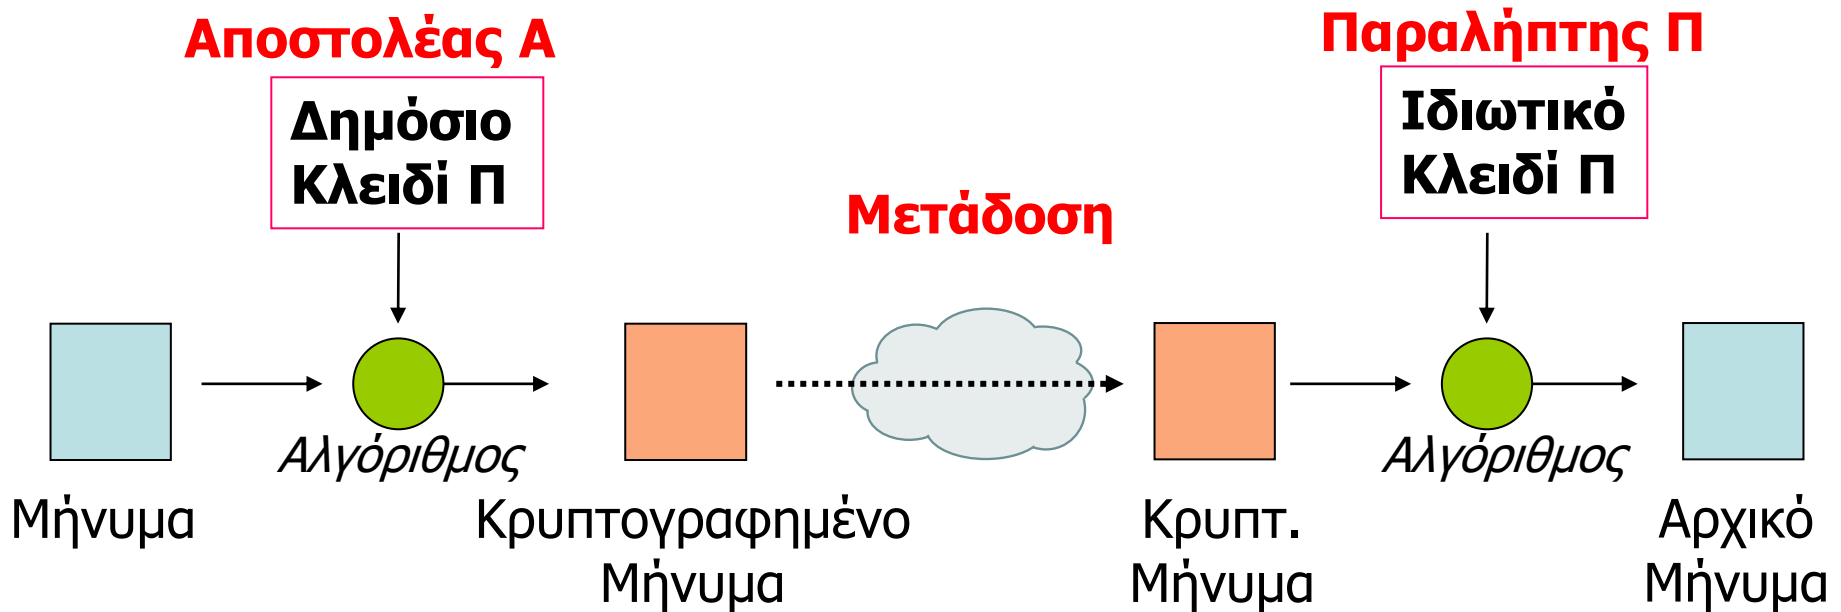 Αποστολέας Α
Παραλήπτης Π
Δημόσιο
Κλειδί Π
Ιδιωτικό
Κλειδί Π
Μετάδοση
Αλγόριθμος
Αλγόριθμος
Μήνυμα
Κρυπτογραφημένο
Μήνυμα
Κρυπτ.
Μήνυμα
Αρχικό
Μήνυμα